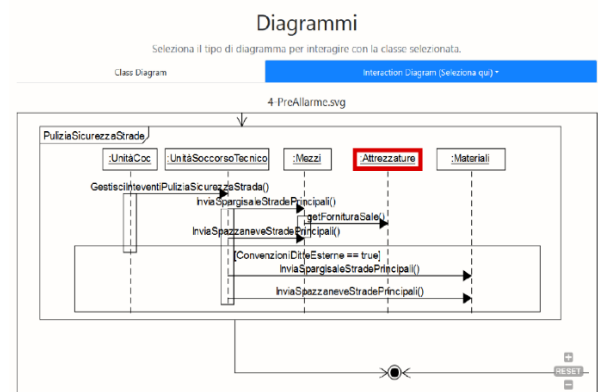 Diagrammi
Seleziona il tipo di diagramma per interagire con la classe selezionata.
Class Diagram
Interaction Diagram (Seleziona qui)
4-PreAllarme.svg
PuliziaSicurezzaStrade
:UnitàCoc :UnitàSoccorsoTecnico :Mezzi :Attrezzature :Materiali
GestisciInteventiPuliziaSicurezzaStrada()
InviaSpargisaleStradePrincipali()
getFornituraSale()
InviaSpazzaneveStradePrincipali()
[ConvenzioniDitteEsterne == true]
InviaSpargisaleStradePrincipali()
InviaSpazzaneveStradePrincipali()
RESET